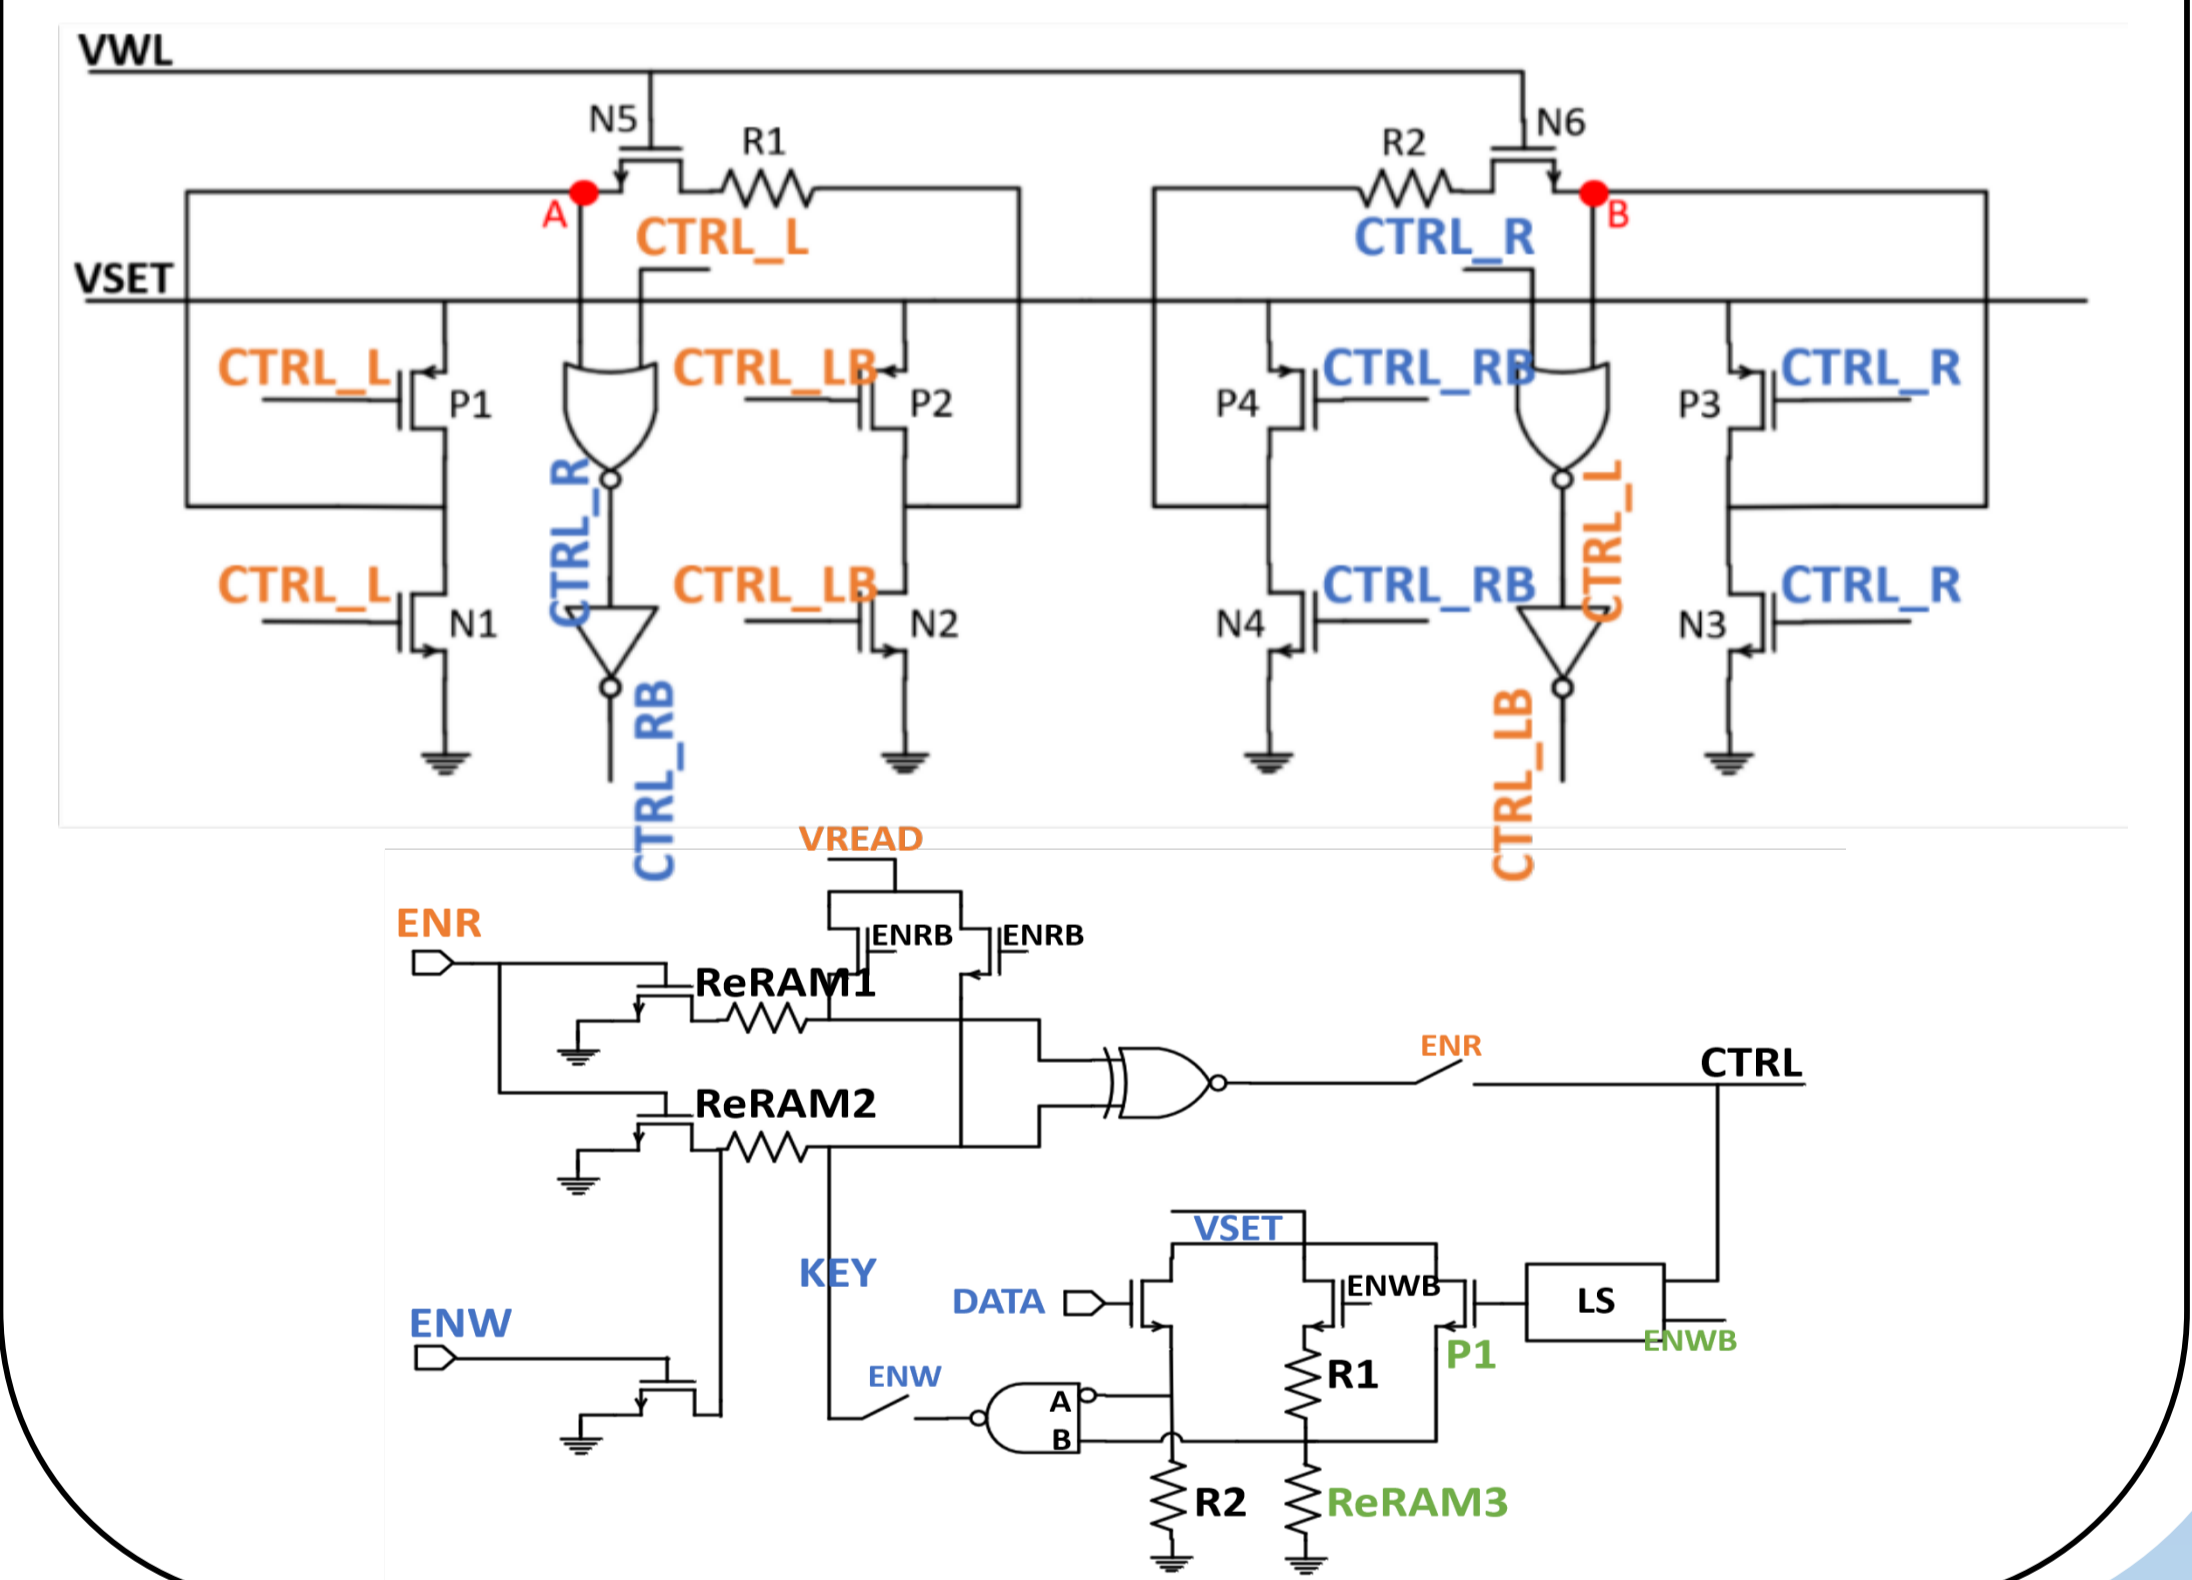 VWL
N5
R1
R2
N6
A
B
CTRL_L
CTRL_R
VSET
CTRL_L
P1
CTRL_LB
P2
P4
CTRL_RB
P3
CTRL_R
CTRL_R
CTRL_L
CTRL_L
N1
CTRL_LB
N2
N4
CTRL_RB
N3
CTRL_R
CTRL_RB
CTRL_LB
VREAD
ENR
ENRB
ENRB
ReRAM1
ENR
CTRL
ReRAM2
VSET
KEY
DATA
ENWB
LS
ENW
ENWB
P1
R1
ENW
A
B
R2
ReRAM3